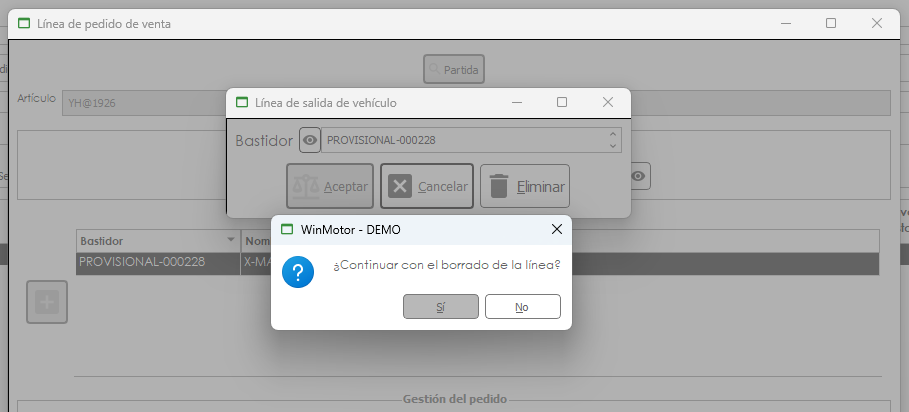 Línea de pedido de venta
Partida
Artículo YH@1926
Línea de salida de vehículo
Bastidor PROVISIONAL-000228
Aceptar Cancelar Eliminar
WinMotor - DEMO
¿Continuar con el borrado de la línea?
Sí No
Bastidor
PROVISIONAL-000228 X-MA
Gestión del pedido